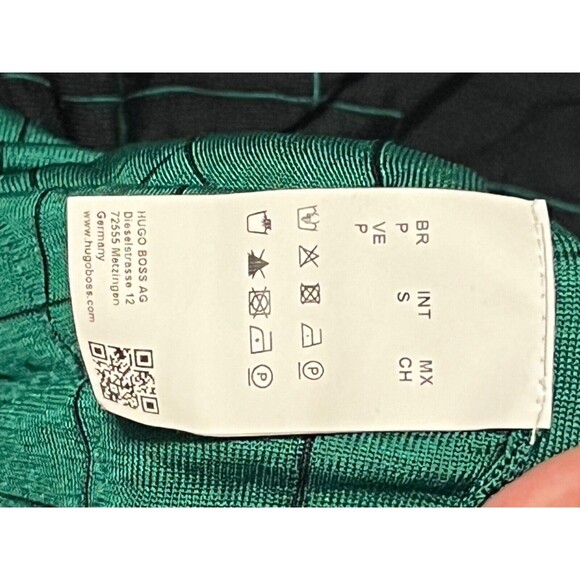 BR INT MX
P S CH
VE
P
P
P
HUGO BOSS AG
Dieselstrasse 12
72555 Metzingen
Germany
www.hugoboss.com